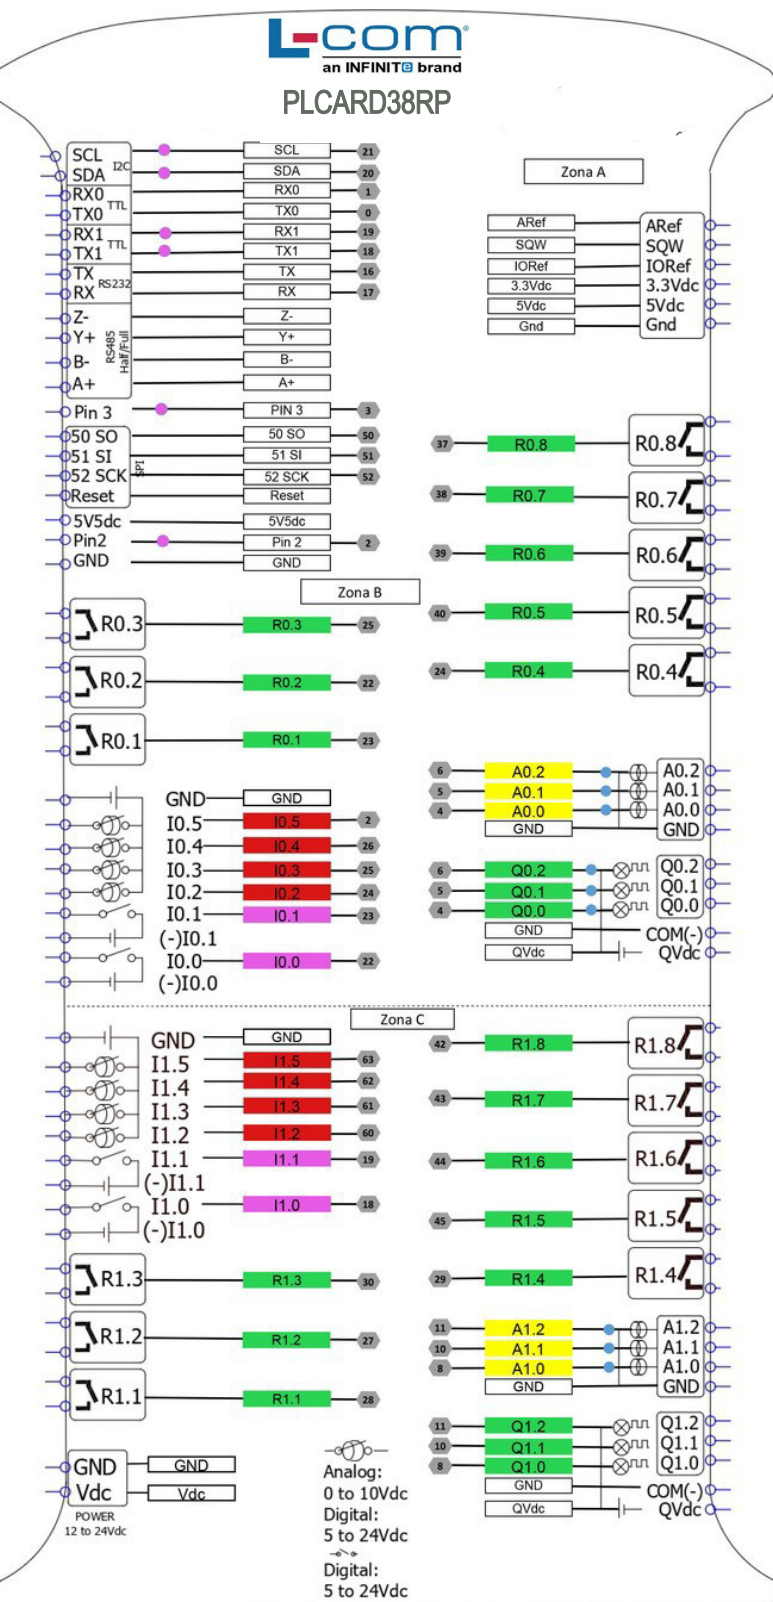 L-com
an INFINITe brand
PLCARD38RP
Zona A
SCL I2C SCL 21
SDA SDA 20
RX0 TTL RX0 1
TX0 TX0 0
RX1 TTL RX1 19
TX1 TX1 18
TX RS232 TX 16
RX RX 17
Z- RS485 Half/Full Z-
Y+ Y+
B- B-
A+ A+
Pin 3 PIN 3 3
50 SO SPI 50 SO 50
51 SI 51 SI 51
52 SCK 52 SCK 52
Reset Reset
5V5dc 5V5dc
Pin2 Pin 2 2
GND GND
ARef ARef
SQW SQW
IORef IORef
3.3Vdc 3.3Vdc
5Vdc 5Vdc
Gnd Gnd
37 R0.8 R0.8
38 R0.7 R0.7
39 R0.6 R0.6
40 R0.5 R0.5
24 R0.4 R0.4
Zona B
R0.3 R0.3 25
R0.2 R0.2 22
R0.1 R0.1 23
GND GND
I0.5 I0.5 2
I0.4 I0.4 26
I0.3 I0.3 25
I0.2 I0.2 24
I0.1 I0.1 23
(-)I0.1
I0.0 I0.0 22
(-)I0.0
6 A0.2 A0.2
5 A0.1 A0.1
4 A0.0 A0.0
GND GND
6 Q0.2 Q0.2
5 Q0.1 Q0.1
4 Q0.0 Q0.0
GND COM(-)
QVdc QVdc
Zona C
GND GND
I1.5 I1.5 63
I1.4 I1.4 62
I1.3 I1.3 61
I1.2 I1.2 60
I1.1 I1.1 19
(-)I1.1
I1.0 I1.0 18
(-)I1.0
R1.3 R1.3 30
R1.2 R1.2 27
R1.1 R1.1 28
42 R1.8 R1.8
43 R1.7 R1.7
44 R1.6 R1.6
45 R1.5 R1.5
29 R1.4 R1.4
11 A1.2 A1.2
10 A1.1 A1.1
8 A1.0 A1.0
GND GND
11 Q1.2 Q1.2
10 Q1.1 Q1.1
8 Q1.0 Q1.0
GND COM(-)
QVdc QVdc
GND GND
Vdc Vdc
POWER
12 to 24Vdc
Analog:
0 to 10Vdc
Digital:
5 to 24Vdc
Digital:
5 to 24Vdc